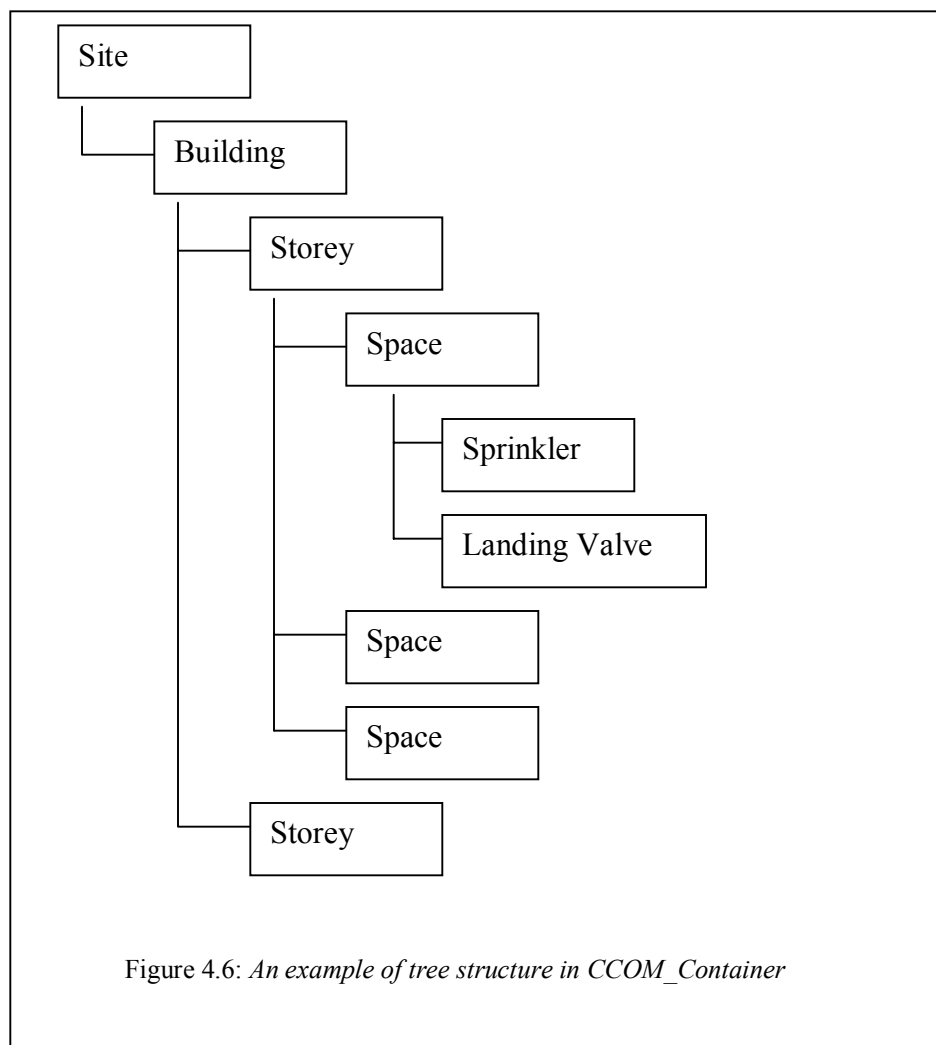 Site
Building
Storey
Space
Sprinkler
Landing Valve
Space
Space
Storey
Figure 4.6: An example of tree structure in CCOM_Container